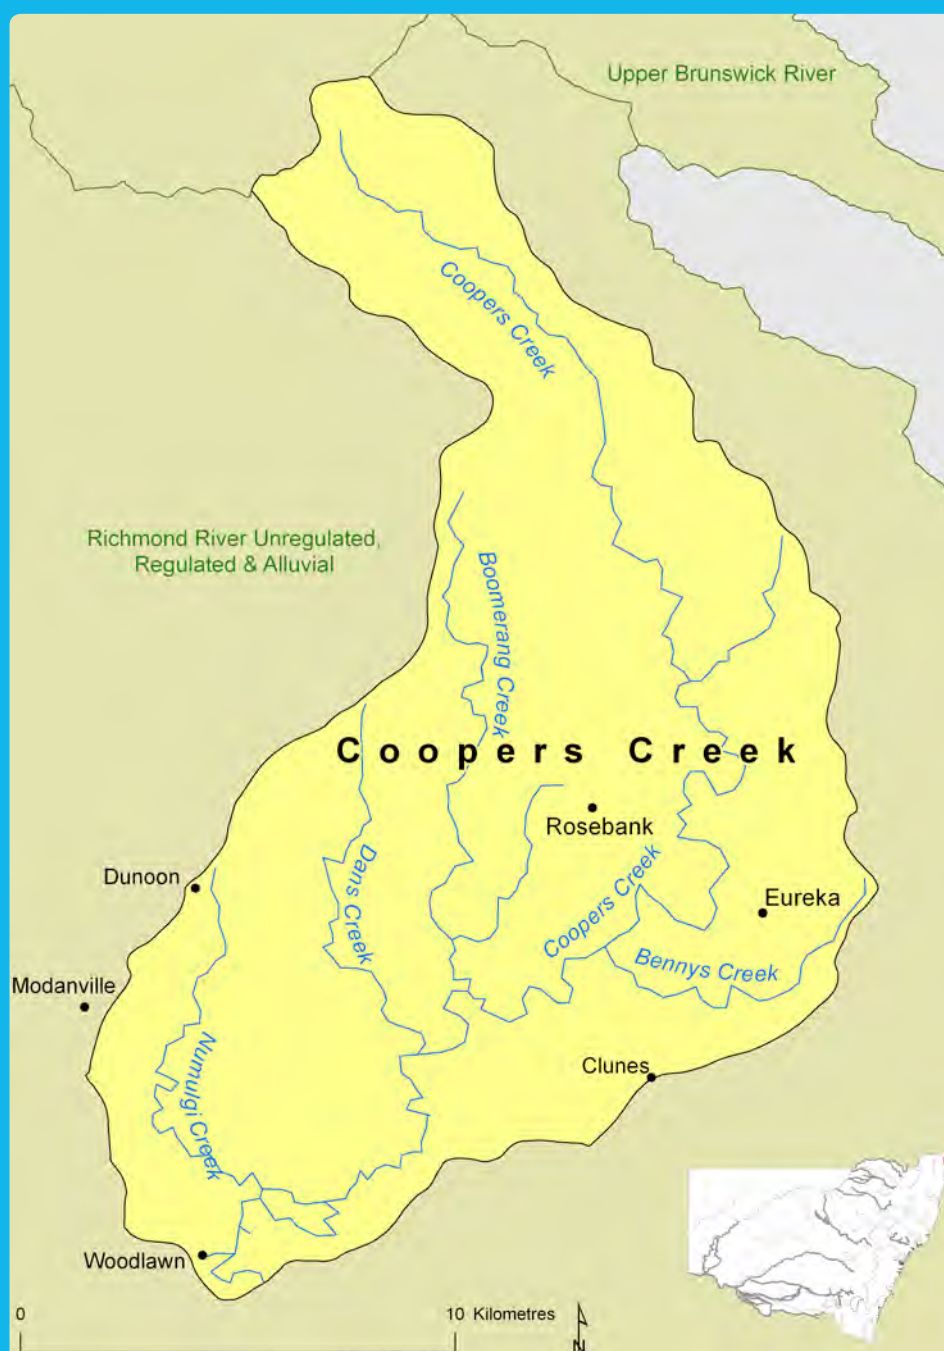 Upper Brunswick River
Coopers Creek
Richmond River Unregulated,
Regulated & Alluvial
Boomerang Creek
Coopers Creek
Rosebank
Dans Creek
Coopers Creek
Dunoon
Eureka
Bennys Creek
Modanville
Numulgi Creek
Clunes
Woodlawn
0
10 Kilometres
N